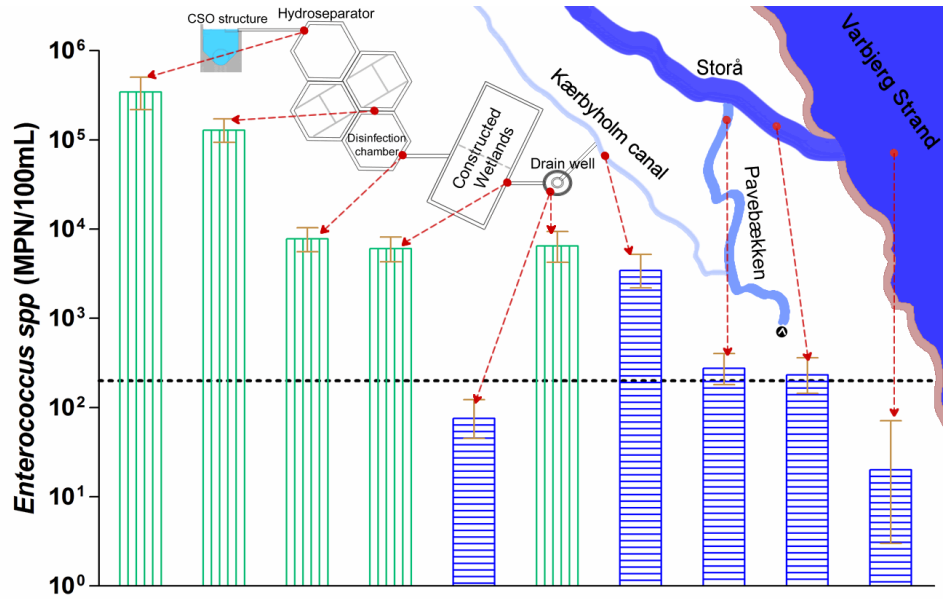 CSO structure
Hydroseparator
Disinfection
chamber
Constructed
Wetlands
Drain well
Kærbyholm canal
Storå
Pavebækken
Varbjerg Strand
Enterococcus spp (MPN/100mL)
10⁶
10⁵
10⁴
10³
10²
10¹
10⁰